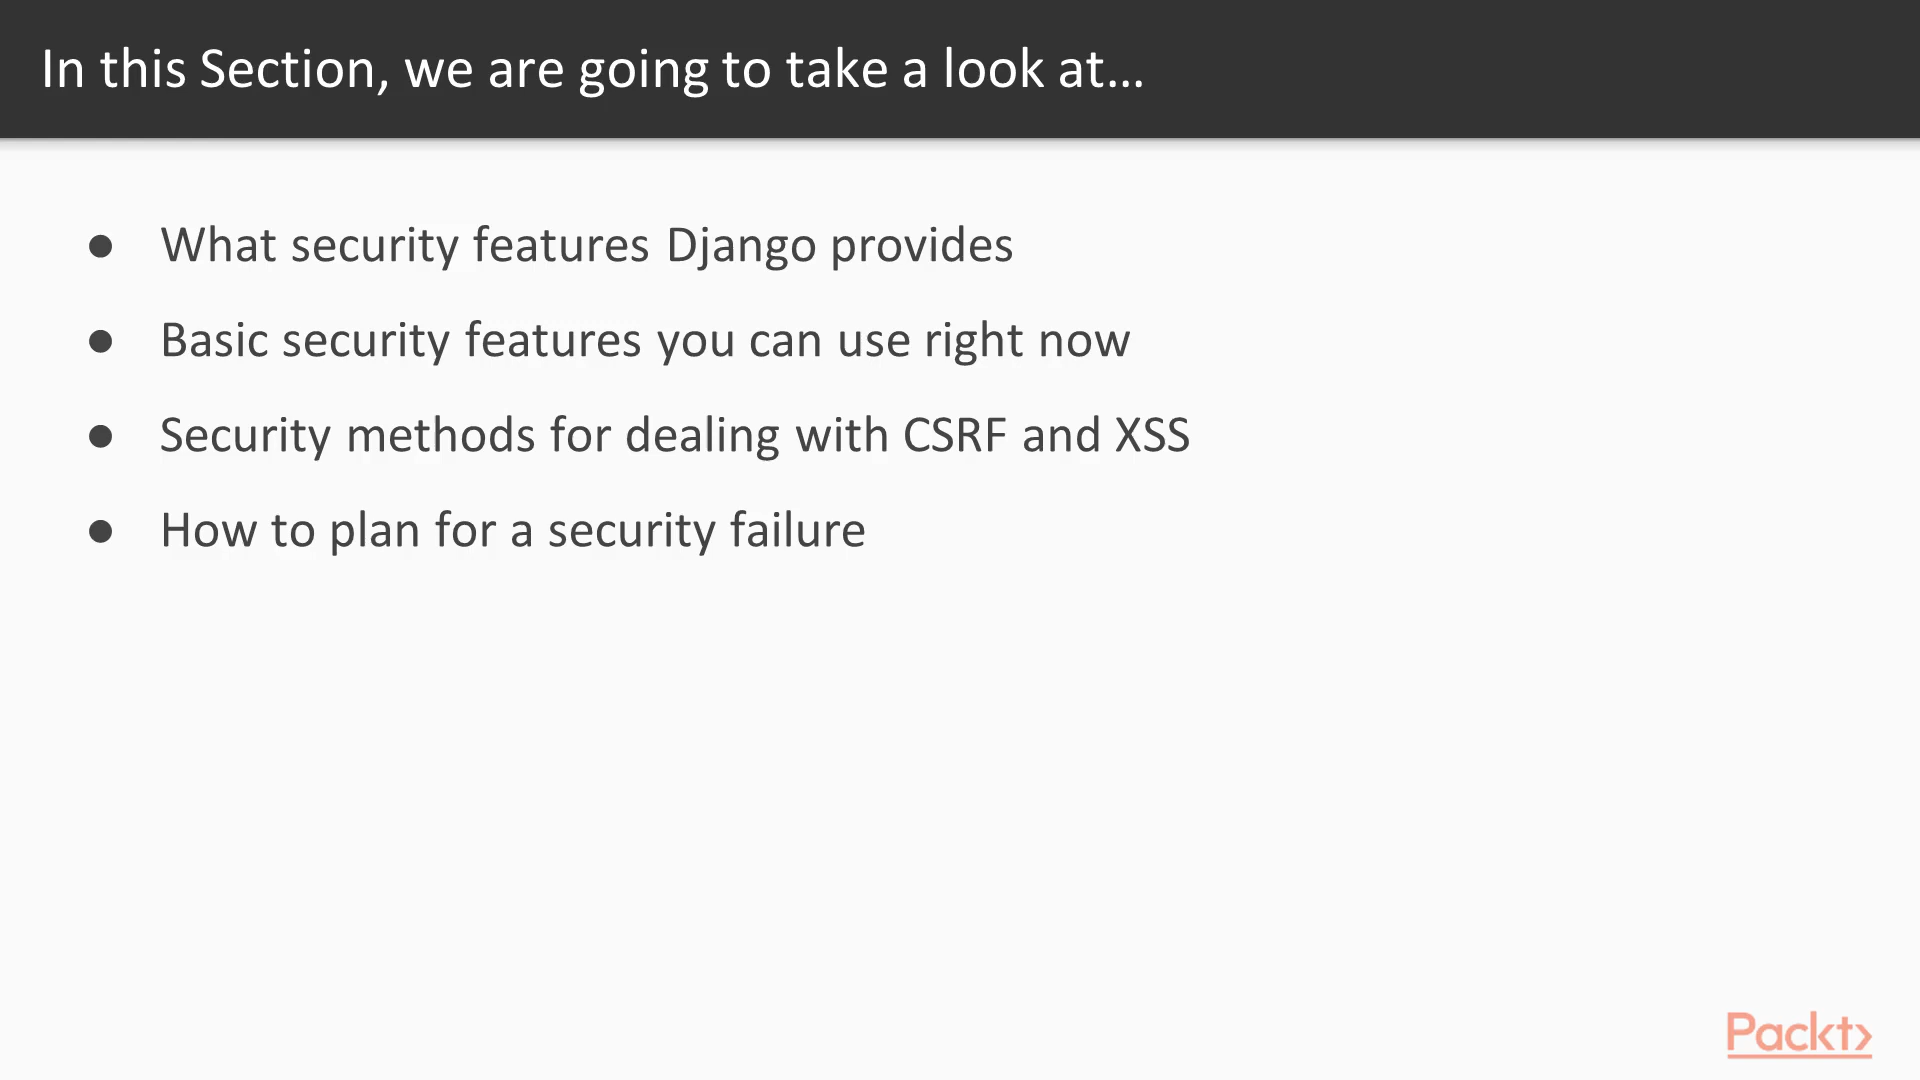 In this Section, we are going to take a look at…
● What security features Django provides
● Basic security features you can use right now
● Security methods for dealing with CSRF and XSS
● How to plan for a security failure
Packt>